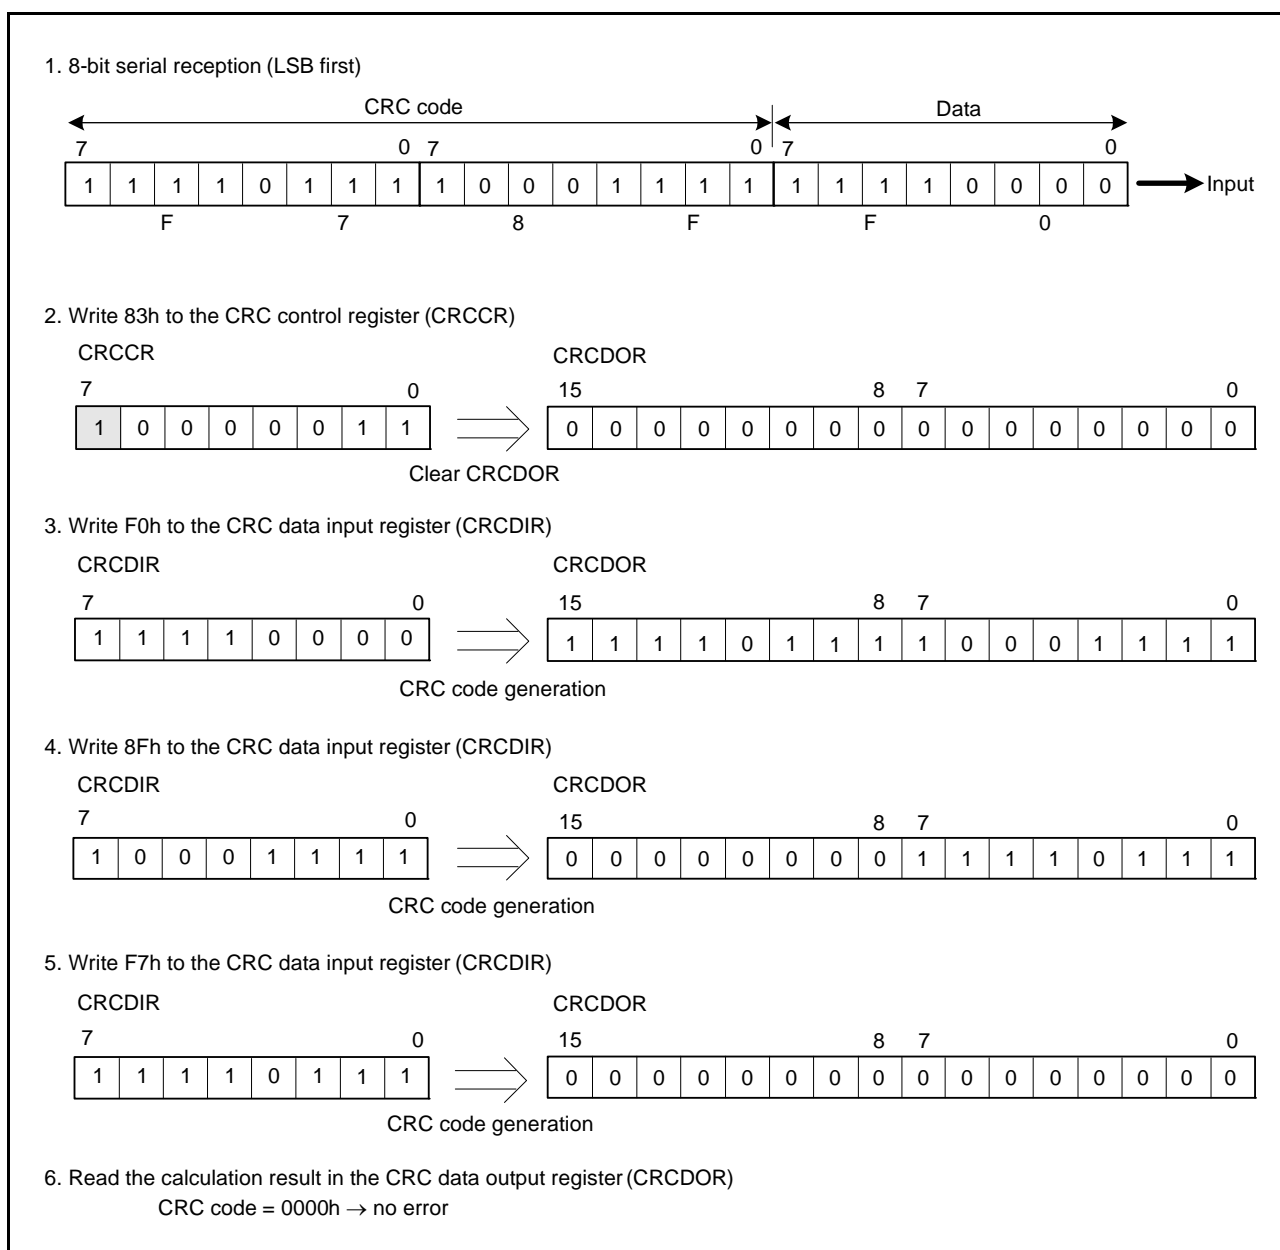 1. 8-bit serial reception (LSB first)
CRC code Data
7 0 7 0 7 0
1 1 1 1 0 1 1 1 1 0 0 0 1 1 1 1 1 1 1 1 0 0 0 0 Input
F 7 8 F F 0
2. Write 83h to the CRC control register (CRCCR)
CRCCR CRCDOR
7 0 15 8 7 0
1 0 0 0 0 0 1 1 0 0 0 0 0 0 0 0 0 0 0 0 0 0 0 0
Clear CRCDOR
3. Write F0h to the CRC data input register (CRCDIR)
CRCDIR CRCDOR
7 0 15 8 7 0
1 1 1 1 0 0 0 0 1 1 1 1 0 1 1 1 1 0 0 0 1 1 1 1
CRC code generation
4. Write 8Fh to the CRC data input register (CRCDIR)
CRCDIR CRCDOR
7 0 15 8 7 0
1 0 0 0 1 1 1 1 0 0 0 0 0 0 0 0 1 1 1 1 0 1 1 1
CRC code generation
5. Write F7h to the CRC data input register (CRCDIR)
CRCDIR CRCDOR
7 0 15 8 7 0
1 1 1 1 0 1 1 1 0 0 0 0 0 0 0 0 0 0 0 0 0 0 0 0
CRC code generation
6. Read the calculation result in the CRC data output register (CRCDOR)
CRC code = 0000h → no error